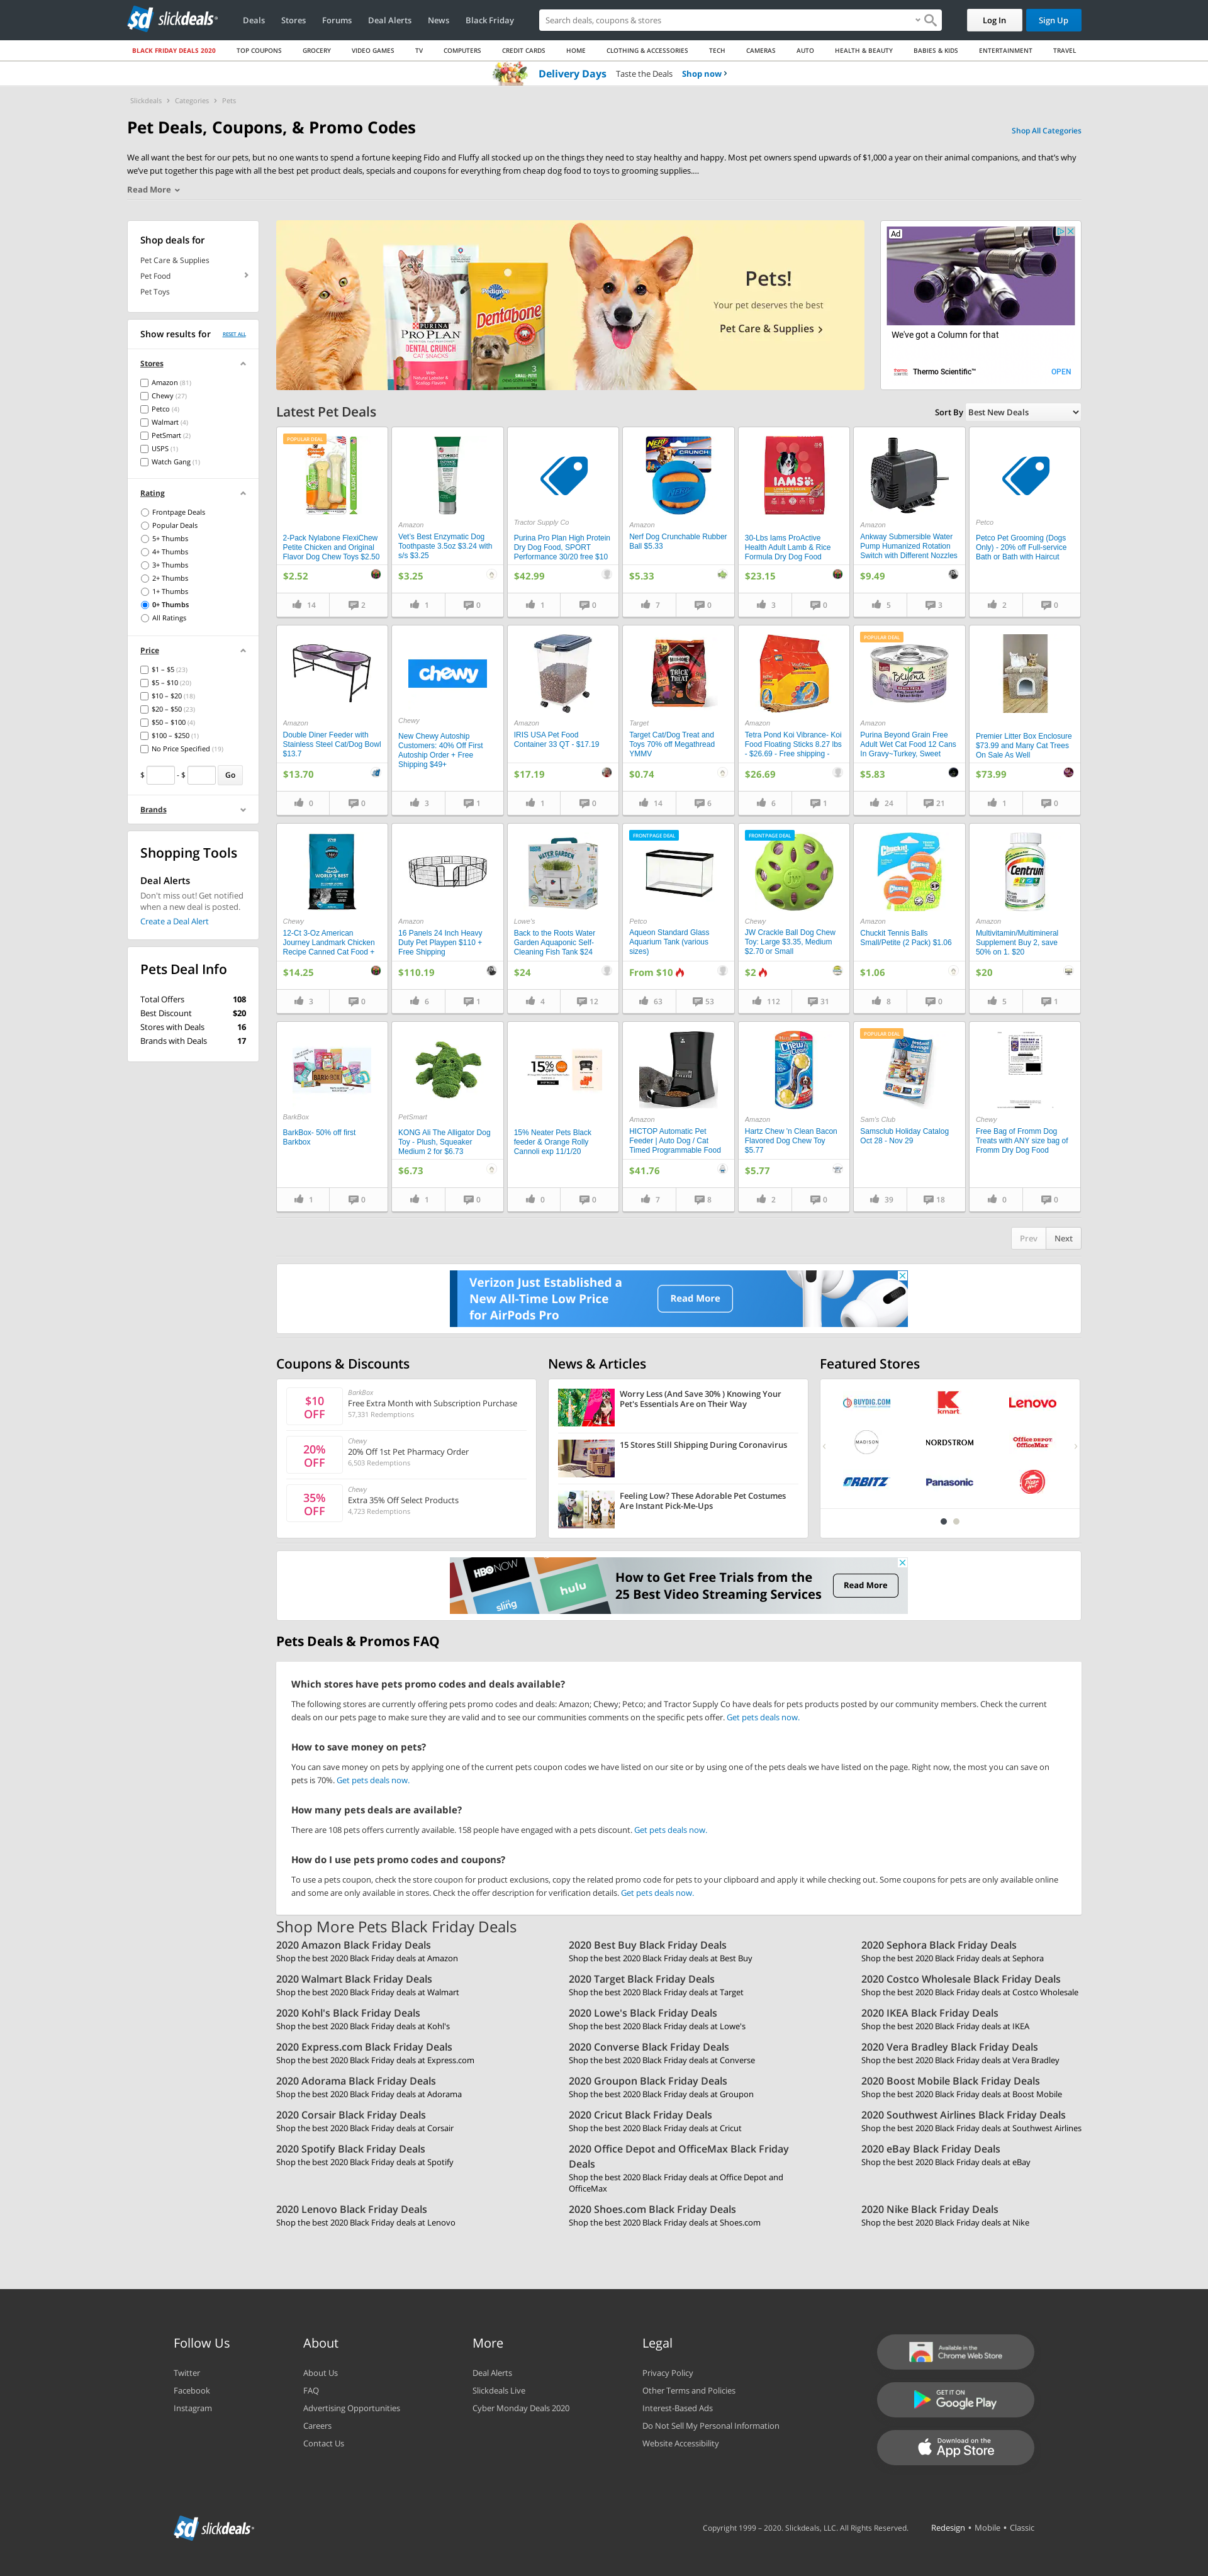 sd slickdeals
Deals Stores Forums Deal Alerts News Black Friday
Search deals, coupons & stores
Log In
Sign Up
BLACK FRIDAY DEALS 2020 TOP COUPONS GROCERY VIDEO GAMES TV COMPUTERS CREDIT CARDS HOME CLOTHING & ACCESSORIES TECH CAMERAS AUTO HEALTH & BEAUTY BABIES & KIDS ENTERTAINMENT TRAVEL
Delivery Days Taste the Deals Shop now
Slickdeals > Categories > Pets
Pet Deals, Coupons, & Promo Codes
Shop All Categories
We all want the best for our pets, but no one wants to spend a fortune keeping Fido and Fluffy all stocked up on the things they need to stay healthy and happy. Most pet owners spend upwards of $1,000 a year on their animal companions, and that's why
we've put together this page with all the best pet product deals, specials and coupons for everything from cheap dog food to toys to grooming supplies....
Read More
Shop deals for
Pet Care & Supplies
Pet Food
Pet Toys
Show results for RESET ALL
Stores
Amazon (81)
Chewy (27)
Petco (4)
Walmart (4)
PetSmart (2)
USPS (1)
Watch Gang (1)
Rating
Frontpage Deals
Popular Deals
5+ Thumbs
4+ Thumbs
3+ Thumbs
2+ Thumbs
1+ Thumbs
0+ Thumbs
All Ratings
Price
$1 – $5 (23)
$5 – $10 (20)
$10 – $20 (18)
$20 – $50 (23)
$50 – $100 (4)
$100 – $250 (1)
No Price Specified (19)
$ - $ Go
Brands
Shopping Tools
Deal Alerts
Don't miss out! Get notified
when a new deal is posted.
Create a Deal Alert
Pets Deal Info
Total Offers 108
Best Discount $20
Stores with Deals 16
Brands with Deals 17
PURINA
PRO PLAN
DENTAL CRUNCH
CAT SNACKS
Pedigree
Dentabone
Pets!
Your pet deserves the best
Pet Care & Supplies
Ad
We've got a Column for that
Thermo Scientific™
OPEN
Latest Pet Deals
Sort By Best New Deals
POPULAR DEAL
2-Pack Nylabone FlexiChew
Petite Chicken and Original
Flavor Dog Chew Toys $2.50
$2.52
14 2
Amazon
Vet's Best Enzymatic Dog
Toothpaste 3.5oz $3.24 with
s/s $3.25
$3.25
1 0
Tractor Supply Co
Purina Pro Plan High Protein
Dry Dog Food, SPORT
Performance 30/20 free $10
$42.99
1 0
NERF
CRUNCH
Amazon
Nerf Dog Crunchable Rubber
Ball $5.33
$5.33
7 0
IAMS
30-Lbs Iams ProActive
Health Adult Lamb & Rice
Formula Dry Dog Food
$23.15
3 0
Amazon
Ankway Submersible Water
Pump Humanized Rotation
Switch with Different Nozzles
$9.49
5 3
Petco
Petco Pet Grooming (Dogs
Only) - 20% off Full-service
Bath or Bath with Haircut
2 0
Amazon
Double Diner Feeder with
Stainless Steel Cat/Dog Bowl
$13.7
$13.70
0 0
chewy
Chewy
New Chewy Autoship
Customers: 40% Off First
Autoship Order + Free
Shipping $49+
3 1
Amazon
IRIS USA Pet Food
Container 33 QT - $17.19
$17.19
1 0
TRICK
TREAT
Target
Target Cat/Dog Treat and
Toys 70% off Megathread
YMMV
$0.74
14 6
Amazon
Tetra Pond Koi Vibrance- Koi
Food Floating Sticks 8.27 lbs
- $26.69 - Free shipping -
$26.69
6 1
POPULAR DEAL
Beyond
Amazon
Purina Beyond Grain Free
Adult Wet Cat Food 12 Cans
In Gravy~Turkey, Sweet
$5.83
24 21
Premier Litter Box Enclosure
$73.99 and Many Cat Trees
On Sale As Well
$73.99
1 0
WORLD'S
BEST
Chewy
12-Ct 3-Oz American
Journey Landmark Chicken
Recipe Canned Cat Food +
$14.25
3 0
Amazon
16 Panels 24 Inch Heavy
Duty Pet Playpen $110 +
Free Shipping
$110.19
6 1
WATER GARDEN
Lowe's
Back to the Roots Water
Garden Aquaponic Self-
Cleaning Fish Tank $24
$24
4 12
FRONTPAGE DEAL
Petco
Aqueon Standard Glass
Aquarium Tank (various
sizes)
From $10
63 53
FRONTPAGE DEAL
Chewy
JW Crackle Ball Dog Chew
Toy: Large $3.35, Medium
$2.70 or Small
$2
112 31
Chuckit!
Amazon
Chuckit Tennis Balls
Small/Petite (2 Pack) $1.06
$1.06
8 0
Centrum
Amazon
Multivitamin/Multimineral
Supplement Buy 2, save
50% on 1. $20
$20
5 1
BARKBOX
BarkBox
BarkBox- 50% off first
Barkbox
1 0
PetSmart
KONG Ali The Alligator Dog
Toy - Plush, Squeaker
Medium 2 for $6.73
$6.73
1 0
15%
15% Neater Pets Black
feeder & Orange Rolly
Cannoli exp 11/1/20
0 0
Amazon
HICTOP Automatic Pet
Feeder | Auto Dog / Cat
Timed Programmable Food
$41.76
7 8
Chew
Amazon
Hartz Chew 'n Clean Bacon
Flavored Dog Chew Toy
$5.77
$5.77
2 0
POPULAR DEAL
Instant
Savings
Sam's Club
Samsclub Holiday Catalog
Oct 28 - Nov 29
39 18
Chewy
Free Bag of Fromm Dog
Treats with ANY size bag of
Fromm Dry Dog Food
0 0
Prev Next
Verizon Just Established a
New All-Time Low Price
for AirPods Pro
Read More
Coupons & Discounts
$10
OFF
BarkBox
Free Extra Month with Subscription Purchase
57,331 Redemptions
20%
OFF
Chewy
20% Off 1st Pet Pharmacy Order
6,503 Redemptions
35%
OFF
Chewy
Extra 35% Off Select Products
4,723 Redemptions
News & Articles
Worry Less (And Save 30% ) Knowing Your
Pet's Essentials Are on Their Way
15 Stores Still Shipping During Coronavirus
Feeling Low? These Adorable Pet Costumes
Are Instant Pick-Me-Ups
Featured Stores
BUYDIG.COM
kmart
Lenovo
MADISON
NORDSTROM
Office DEPOT
OfficeMax
ORBITZ
Panasonic
HBO NOW
hulu
sling
How to Get Free Trials from the
25 Best Video Streaming Services
Read More
Pets Deals & Promos FAQ
Which stores have pets promo codes and deals available?
The following stores are currently offering pets promo codes and deals: Amazon; Chewy; Petco; and Tractor Supply Co have deals for pets products posted by our community members. Check the current
deals on our pets page to make sure they are valid and to see our communities comments on the specific pets offer. Get pets deals now.
How to save money on pets?
You can save money on pets by applying one of the current pets coupon codes we have listed on our site or by using one of the pets deals we have listed on the page. Right now, the most you can save on
pets is 70%. Get pets deals now.
How many pets deals are available?
There are 108 pets offers currently available. 158 people have engaged with a pets discount. Get pets deals now.
How do I use pets promo codes and coupons?
To use a pets coupon, check the store coupon for product exclusions, copy the related promo code for pets to your clipboard and apply it while checking out. Some coupons for pets are only available online
and some are only available in stores. Check the offer description for verification details. Get pets deals now.
Shop More Pets Black Friday Deals
2020 Amazon Black Friday Deals
Shop the best 2020 Black Friday deals at Amazon
2020 Best Buy Black Friday Deals
Shop the best 2020 Black Friday deals at Best Buy
2020 Sephora Black Friday Deals
Shop the best 2020 Black Friday deals at Sephora
2020 Walmart Black Friday Deals
Shop the best 2020 Black Friday deals at Walmart
2020 Target Black Friday Deals
Shop the best 2020 Black Friday deals at Target
2020 Costco Wholesale Black Friday Deals
Shop the best 2020 Black Friday deals at Costco Wholesale
2020 Kohl's Black Friday Deals
Shop the best 2020 Black Friday deals at Kohl's
2020 Lowe's Black Friday Deals
Shop the best 2020 Black Friday deals at Lowe's
2020 IKEA Black Friday Deals
Shop the best 2020 Black Friday deals at IKEA
2020 Express.com Black Friday Deals
Shop the best 2020 Black Friday deals at Express.com
2020 Converse Black Friday Deals
Shop the best 2020 Black Friday deals at Converse
2020 Vera Bradley Black Friday Deals
Shop the best 2020 Black Friday deals at Vera Bradley
2020 Adorama Black Friday Deals
Shop the best 2020 Black Friday deals at Adorama
2020 Groupon Black Friday Deals
Shop the best 2020 Black Friday deals at Groupon
2020 Boost Mobile Black Friday Deals
Shop the best 2020 Black Friday deals at Boost Mobile
2020 Corsair Black Friday Deals
Shop the best 2020 Black Friday deals at Corsair
2020 Cricut Black Friday Deals
Shop the best 2020 Black Friday deals at Cricut
2020 Southwest Airlines Black Friday Deals
Shop the best 2020 Black Friday deals at Southwest Airlines
2020 Spotify Black Friday Deals
Shop the best 2020 Black Friday deals at Spotify
2020 Office Depot and OfficeMax Black Friday
Deals
Shop the best 2020 Black Friday deals at Office Depot and
OfficeMax
2020 eBay Black Friday Deals
Shop the best 2020 Black Friday deals at eBay
2020 Lenovo Black Friday Deals
Shop the best 2020 Black Friday deals at Lenovo
2020 Shoes.com Black Friday Deals
Shop the best 2020 Black Friday deals at Shoes.com
2020 Nike Black Friday Deals
Shop the best 2020 Black Friday deals at Nike
Follow Us
Twitter
Facebook
Instagram
About
About Us
FAQ
Advertising Opportunities
Careers
Contact Us
More
Deal Alerts
Slickdeals Live
Cyber Monday Deals 2020
Legal
Privacy Policy
Other Terms and Policies
Interest-Based Ads
Do Not Sell My Personal Information
Website Accessibility
Available in the
Chrome Web Store
GET IT ON
Google Play
Download on the
App Store
sd slickdeals
Copyright 1999 – 2020. Slickdeals, LLC. All Rights Reserved. Redesign • Mobile • Classic